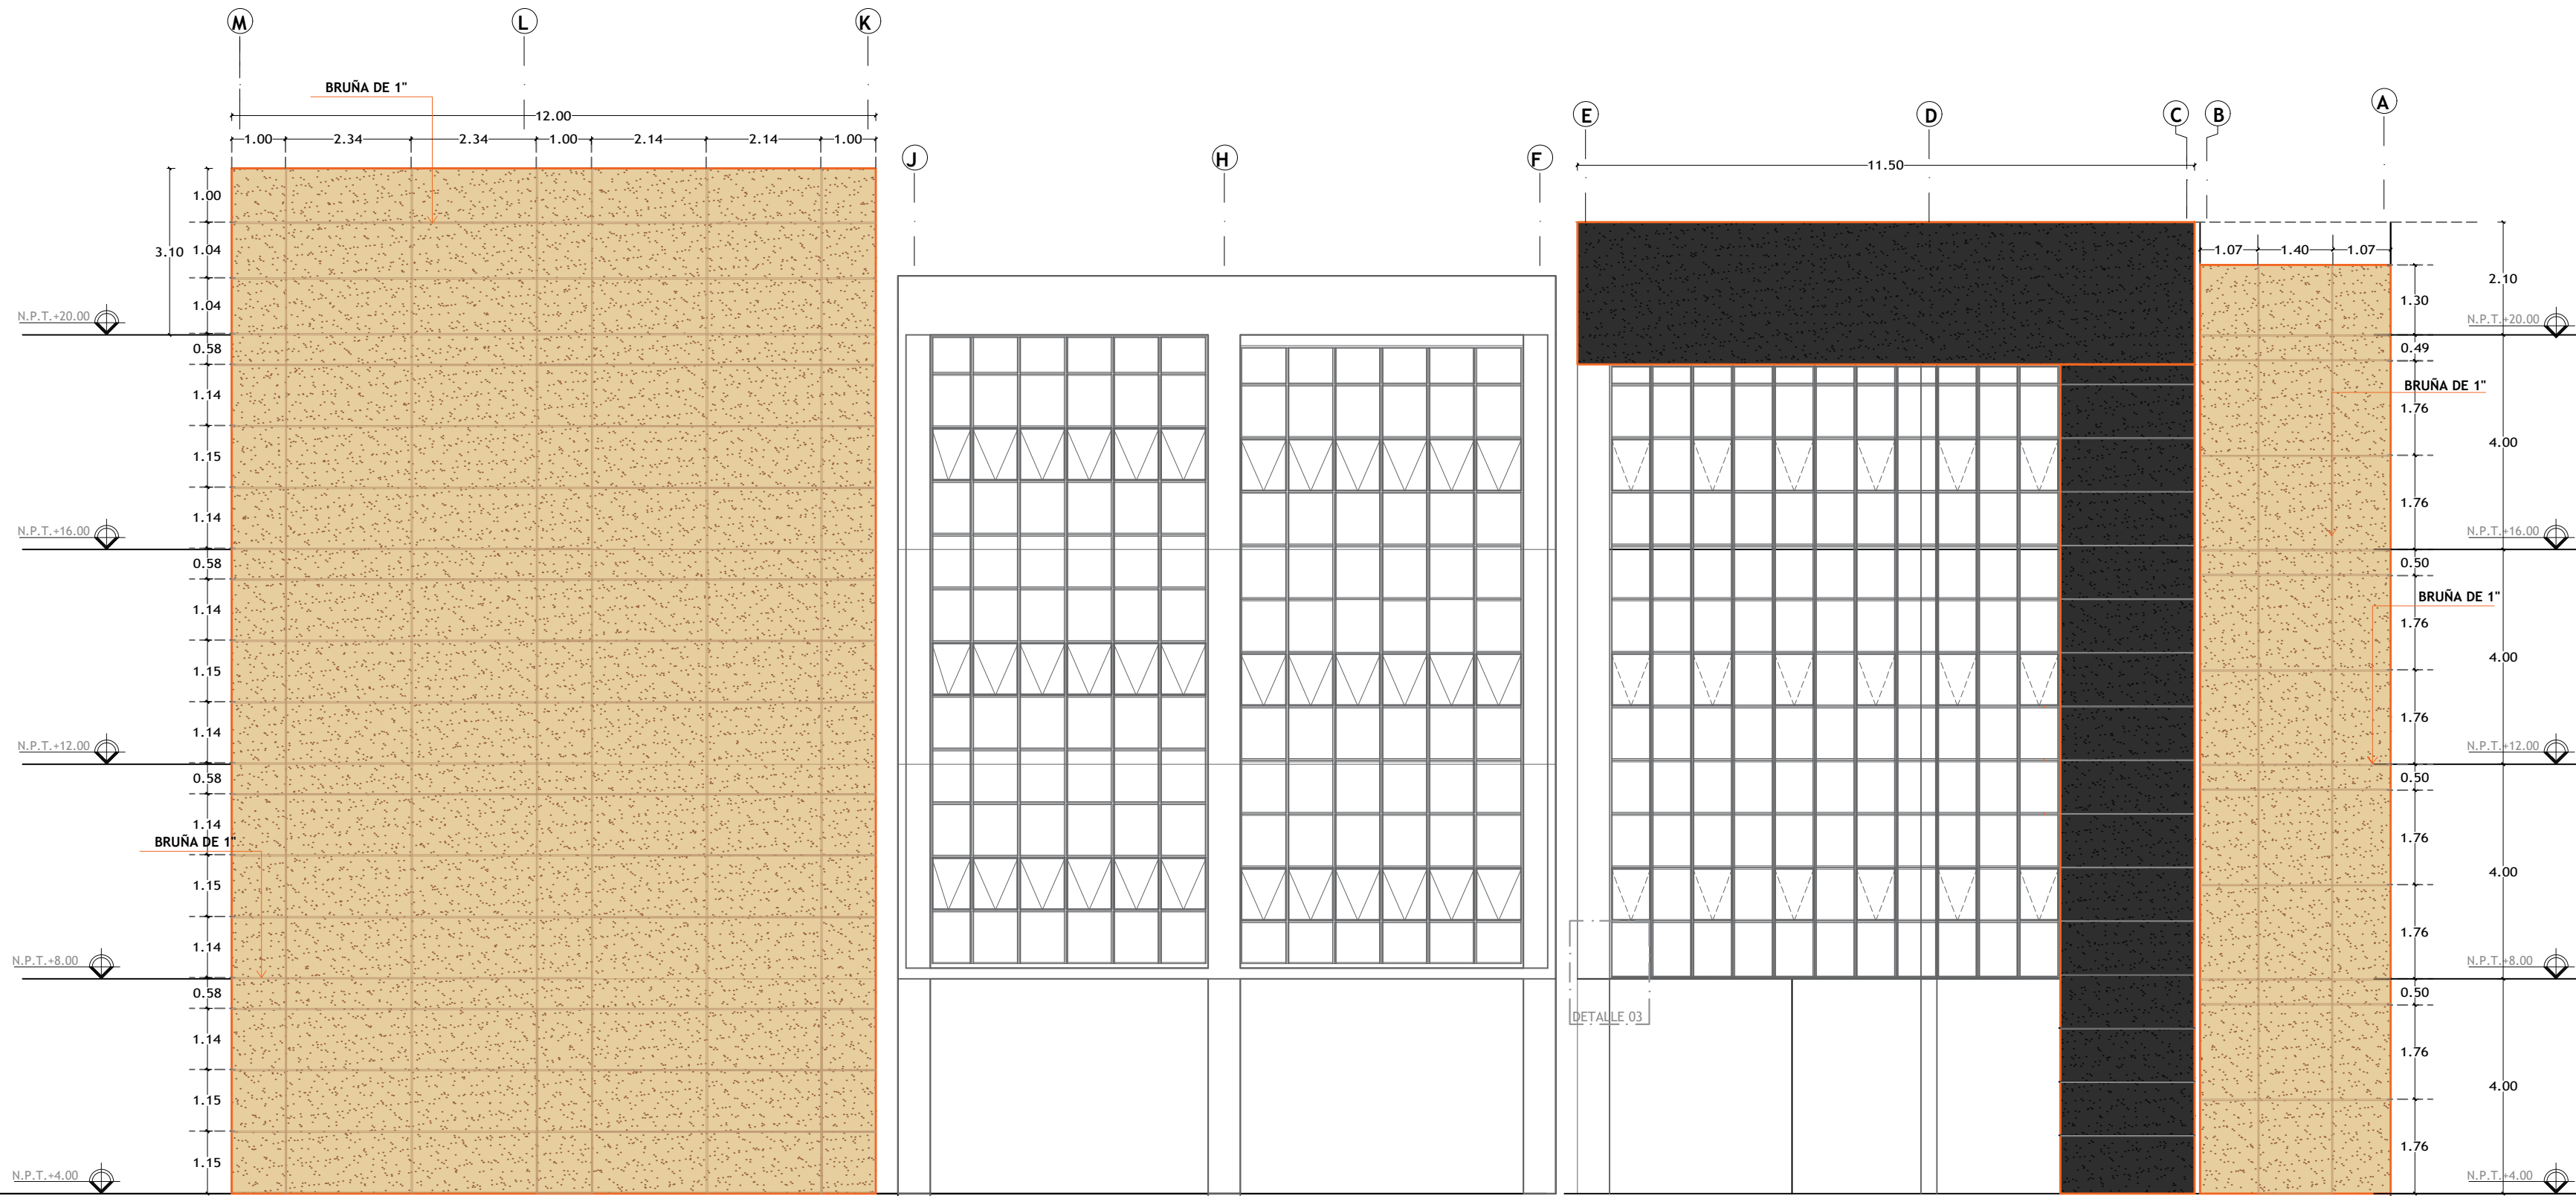 M
L
K
BRUÑA DE 1"
12.00
1.00
2.34
2.34
1.00
2.14
2.14
1.00
J
H
F
E
D
C
B
A
11.50
1.07
1.40
1.07
3.10
1.00
1.04
1.04
0.58
1.14
1.15
1.14
0.58
1.14
1.15
1.14
0.58
1.14
1.15
1.14
0.58
1.14
1.15
1.15
N.P.T.+20.00
N.P.T.+16.00
N.P.T.+12.00
N.P.T.+8.00
N.P.T.+4.00
BRUÑA DE 1"
DETALLE 03
1.30
0.49
1.76
1.76
0.50
1.76
1.76
0.50
1.76
1.76
0.50
1.76
1.76
BRUÑA DE 1"
BRUÑA DE 1"
2.10
4.00
4.00
4.00
4.00
N.P.T.+20.00
N.P.T.+16.00
N.P.T.+12.00
N.P.T.+8.00
N.P.T.+4.00